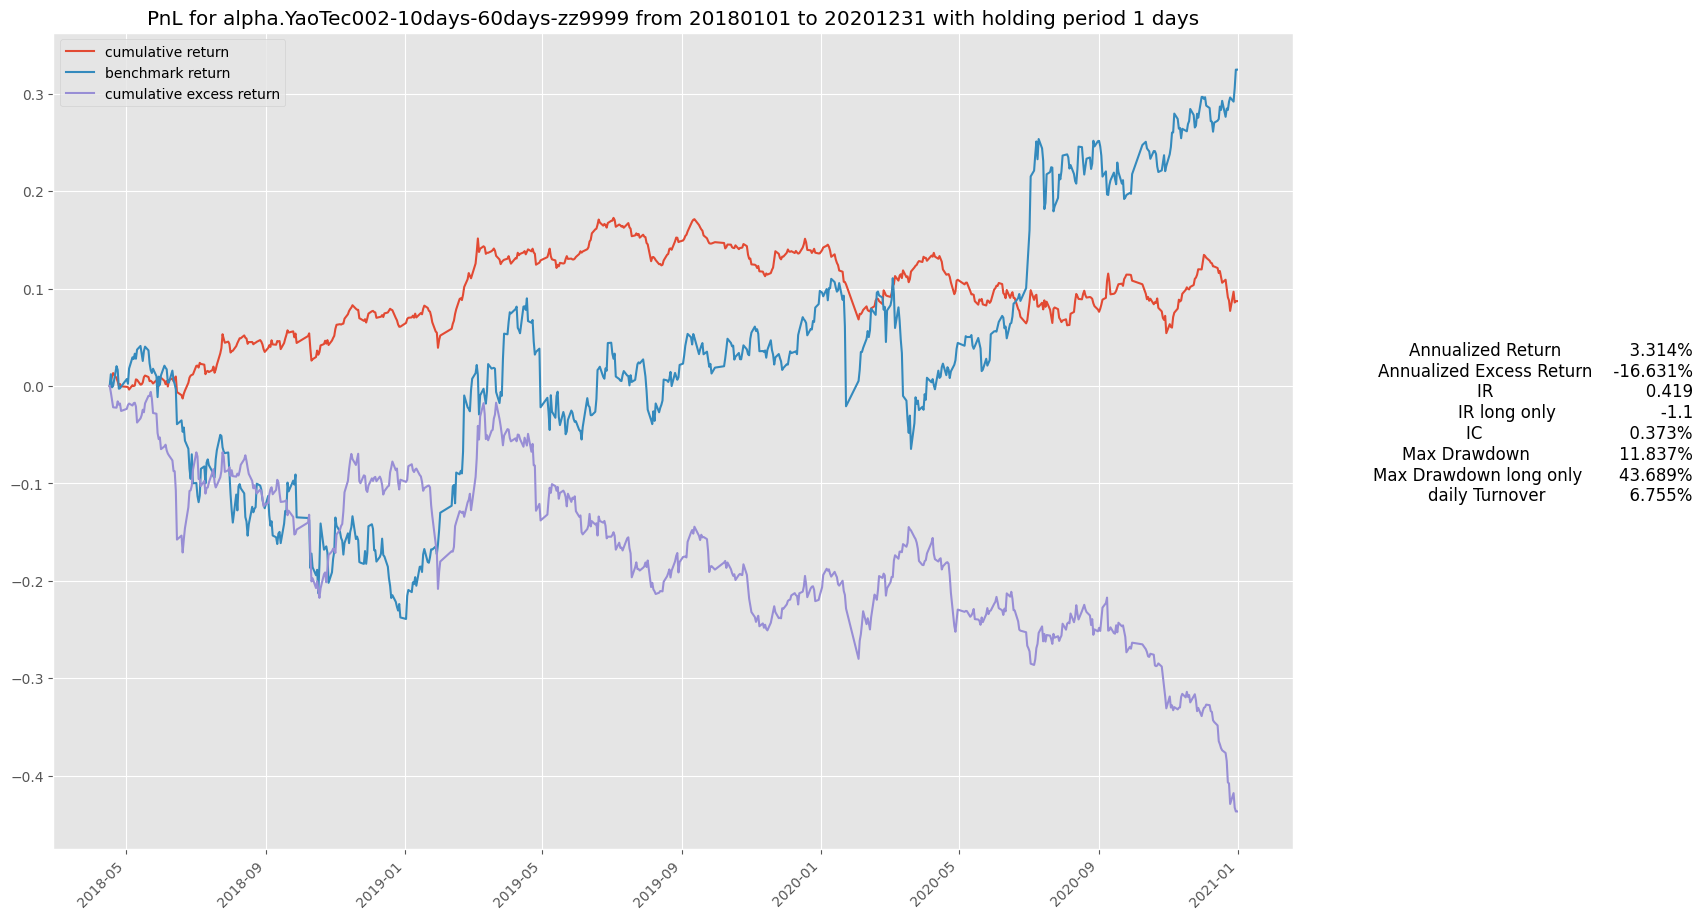 PnL for alpha.YaoTec002-10days-60days-zz9999 from 20180101 to 20201231 with holding period 1 days
cumulative return
benchmark return
cumulative excess return
0.3
0.2
0.1
0.0
−0.1
−0.2
−0.3
−0.4
2018-05
2018-09
2019-01
2019-05
2019-09
2020-01
2020-05
2020-09
2021-01
Annualized Return 3.314%
Annualized Excess Return -16.631%
IR 0.419
IR long only -1.1
IC 0.373%
Max Drawdown 11.837%
Max Drawdown long only 43.689%
daily Turnover 6.755%